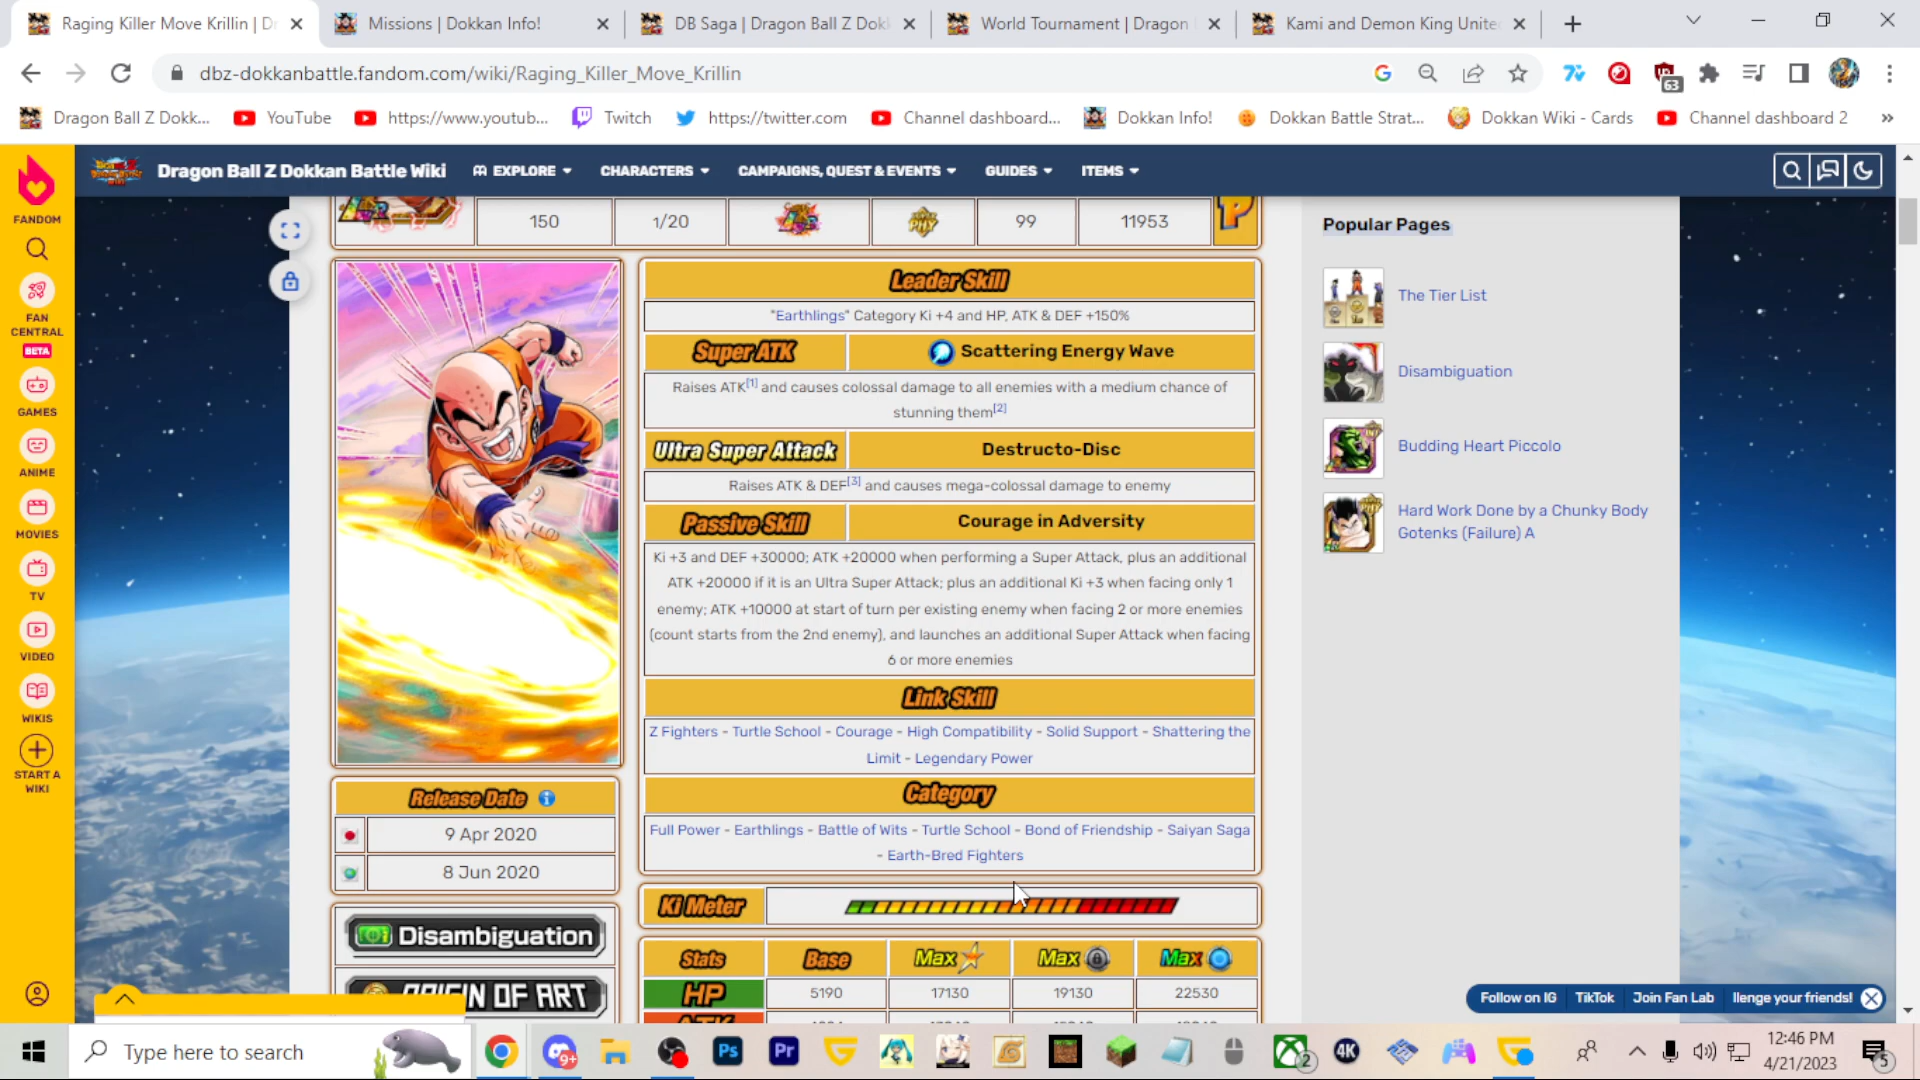 Raging Killer Move Krillin | Dr
Missions | Dokkan Info!
DB Saga | Dragon Ball Z Dokk
World Tournament | Dragon
Kami and Demon King Unite
dbz-dokkanbattle.fandom.com/wiki/Raging_Killer_Move_Krillin
63
Dragon Ball Z Dokk...
YouTube
https://www.youtub...
Twitch
https://twitter.com
Channel dashboard...
Dokkan Info!
Dokkan Battle Strat...
Dokkan Wiki - Cards
Channel dashboard 2
»
Dragon Ball Z Dokkan Battle Wiki
EXPLORE
CHARACTERS
CAMPAIGNS, QUEST & EVENTS
GUIDES
ITEMS
FANDOM
FAN
CENTRAL
BETA
GAMES
ANIME
MOVIES
TV
VIDEO
WIKIS
START A
WIKI
150
1/20
99
11953
Leader Skill
"Earthlings" Category Ki +4 and HP, ATK & DEF +150%
Super ATK
Scattering Energy Wave
Raises ATK[1] and causes colossal damage to all enemies with a medium chance of
stunning them[2]
Ultra Super Attack
Destructo-Disc
Raises ATK & DEF[3] and causes mega-colossal damage to enemy
Passive Skill
Courage in Adversity
Ki +3 and DEF +30000; ATK +20000 when performing a Super Attack, plus an additional
ATK +20000 if it is an Ultra Super Attack; plus an additional Ki +3 when facing only 1
enemy; ATK +10000 at start of turn per existing enemy when facing 2 or more enemies
(count starts from the 2nd enemy), and launches an additional Super Attack when facing
6 or more enemies
Link Skill
Z Fighters - Turtle School - Courage - High Compatibility - Solid Support - Shattering the
Limit - Legendary Power
Category
Full Power - Earthlings - Battle of Wits - Turtle School - Bond of Friendship - Saiyan Saga
- Earth-Bred Fighters
Ki Meter
Stats
Base
Max
Max
Max
HP
5190
17130
19130
22530
Release Date
9 Apr 2020
8 Jun 2020
Disambiguation
ORIGIN OF ART
Popular Pages
The Tier List
Disambiguation
Budding Heart Piccolo
Hard Work Done by a Chunky Body
Gotenks (Failure) A
Follow on IG
TikTok
Join Fan Lab
llenge your friends!
Type here to search
9+
Ps
Pr
2
4K
12:46 PM
4/21/2023
5